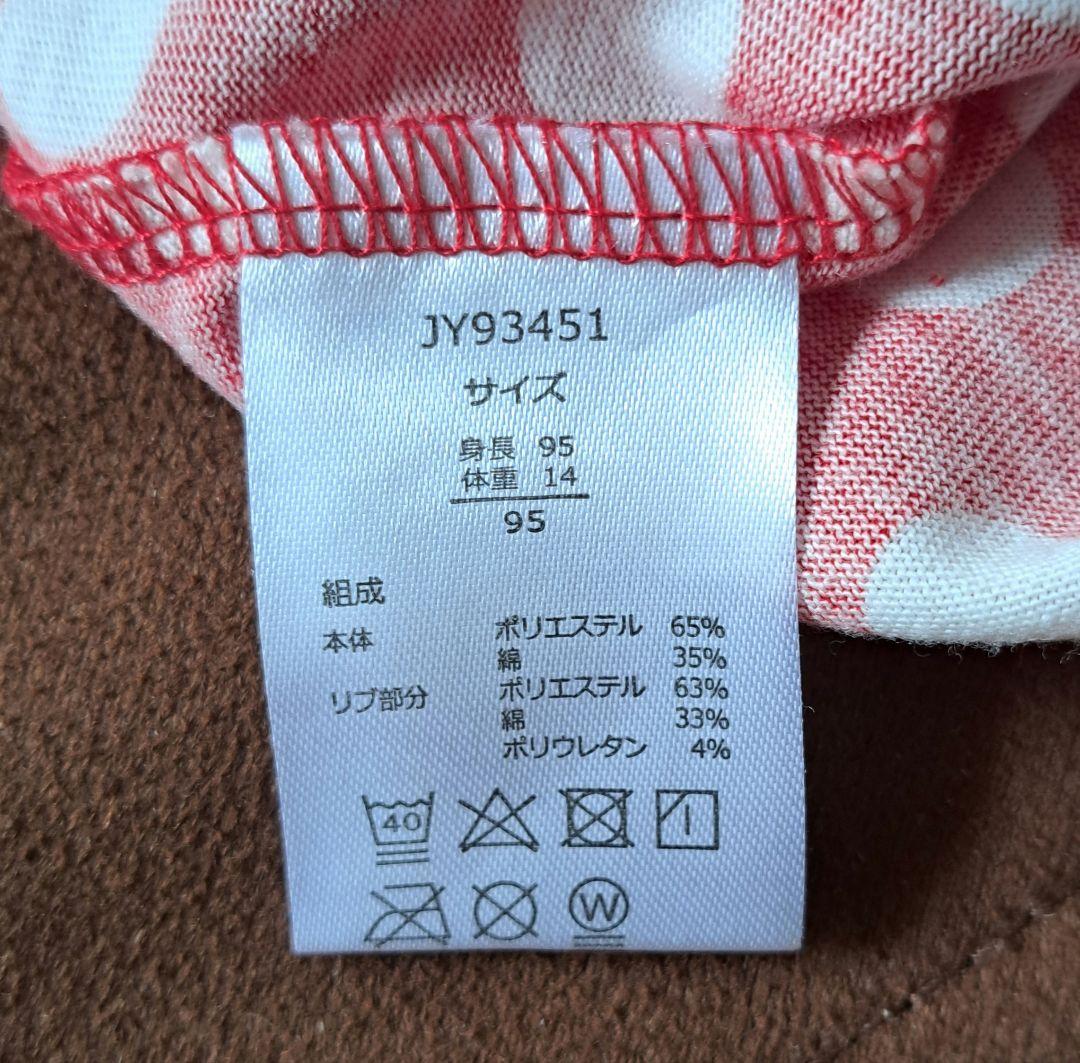 JY93451
サイズ
身長 95
体重 14
95
組成
本体 ポリエステル 65%
綿 35%
リブ部分 ポリエステル 63%
綿 33%
ポリウレタン 4%
40
W